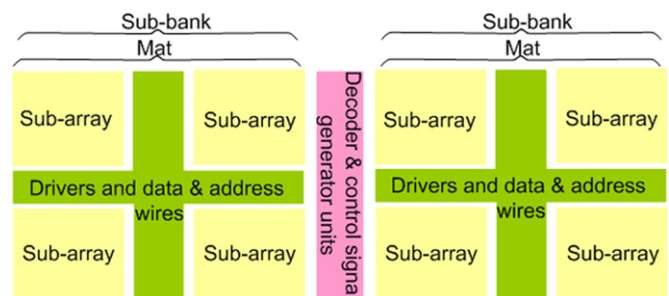 Sub-bank
Mat
Sub-array
Sub-array
Drivers and data & address
wires
Sub-array
Sub-array
Decoder & control signa
generator units
Sub-bank
Mat
Sub-array
Sub-array
Drivers and data & address
wires
Sub-array
Sub-array